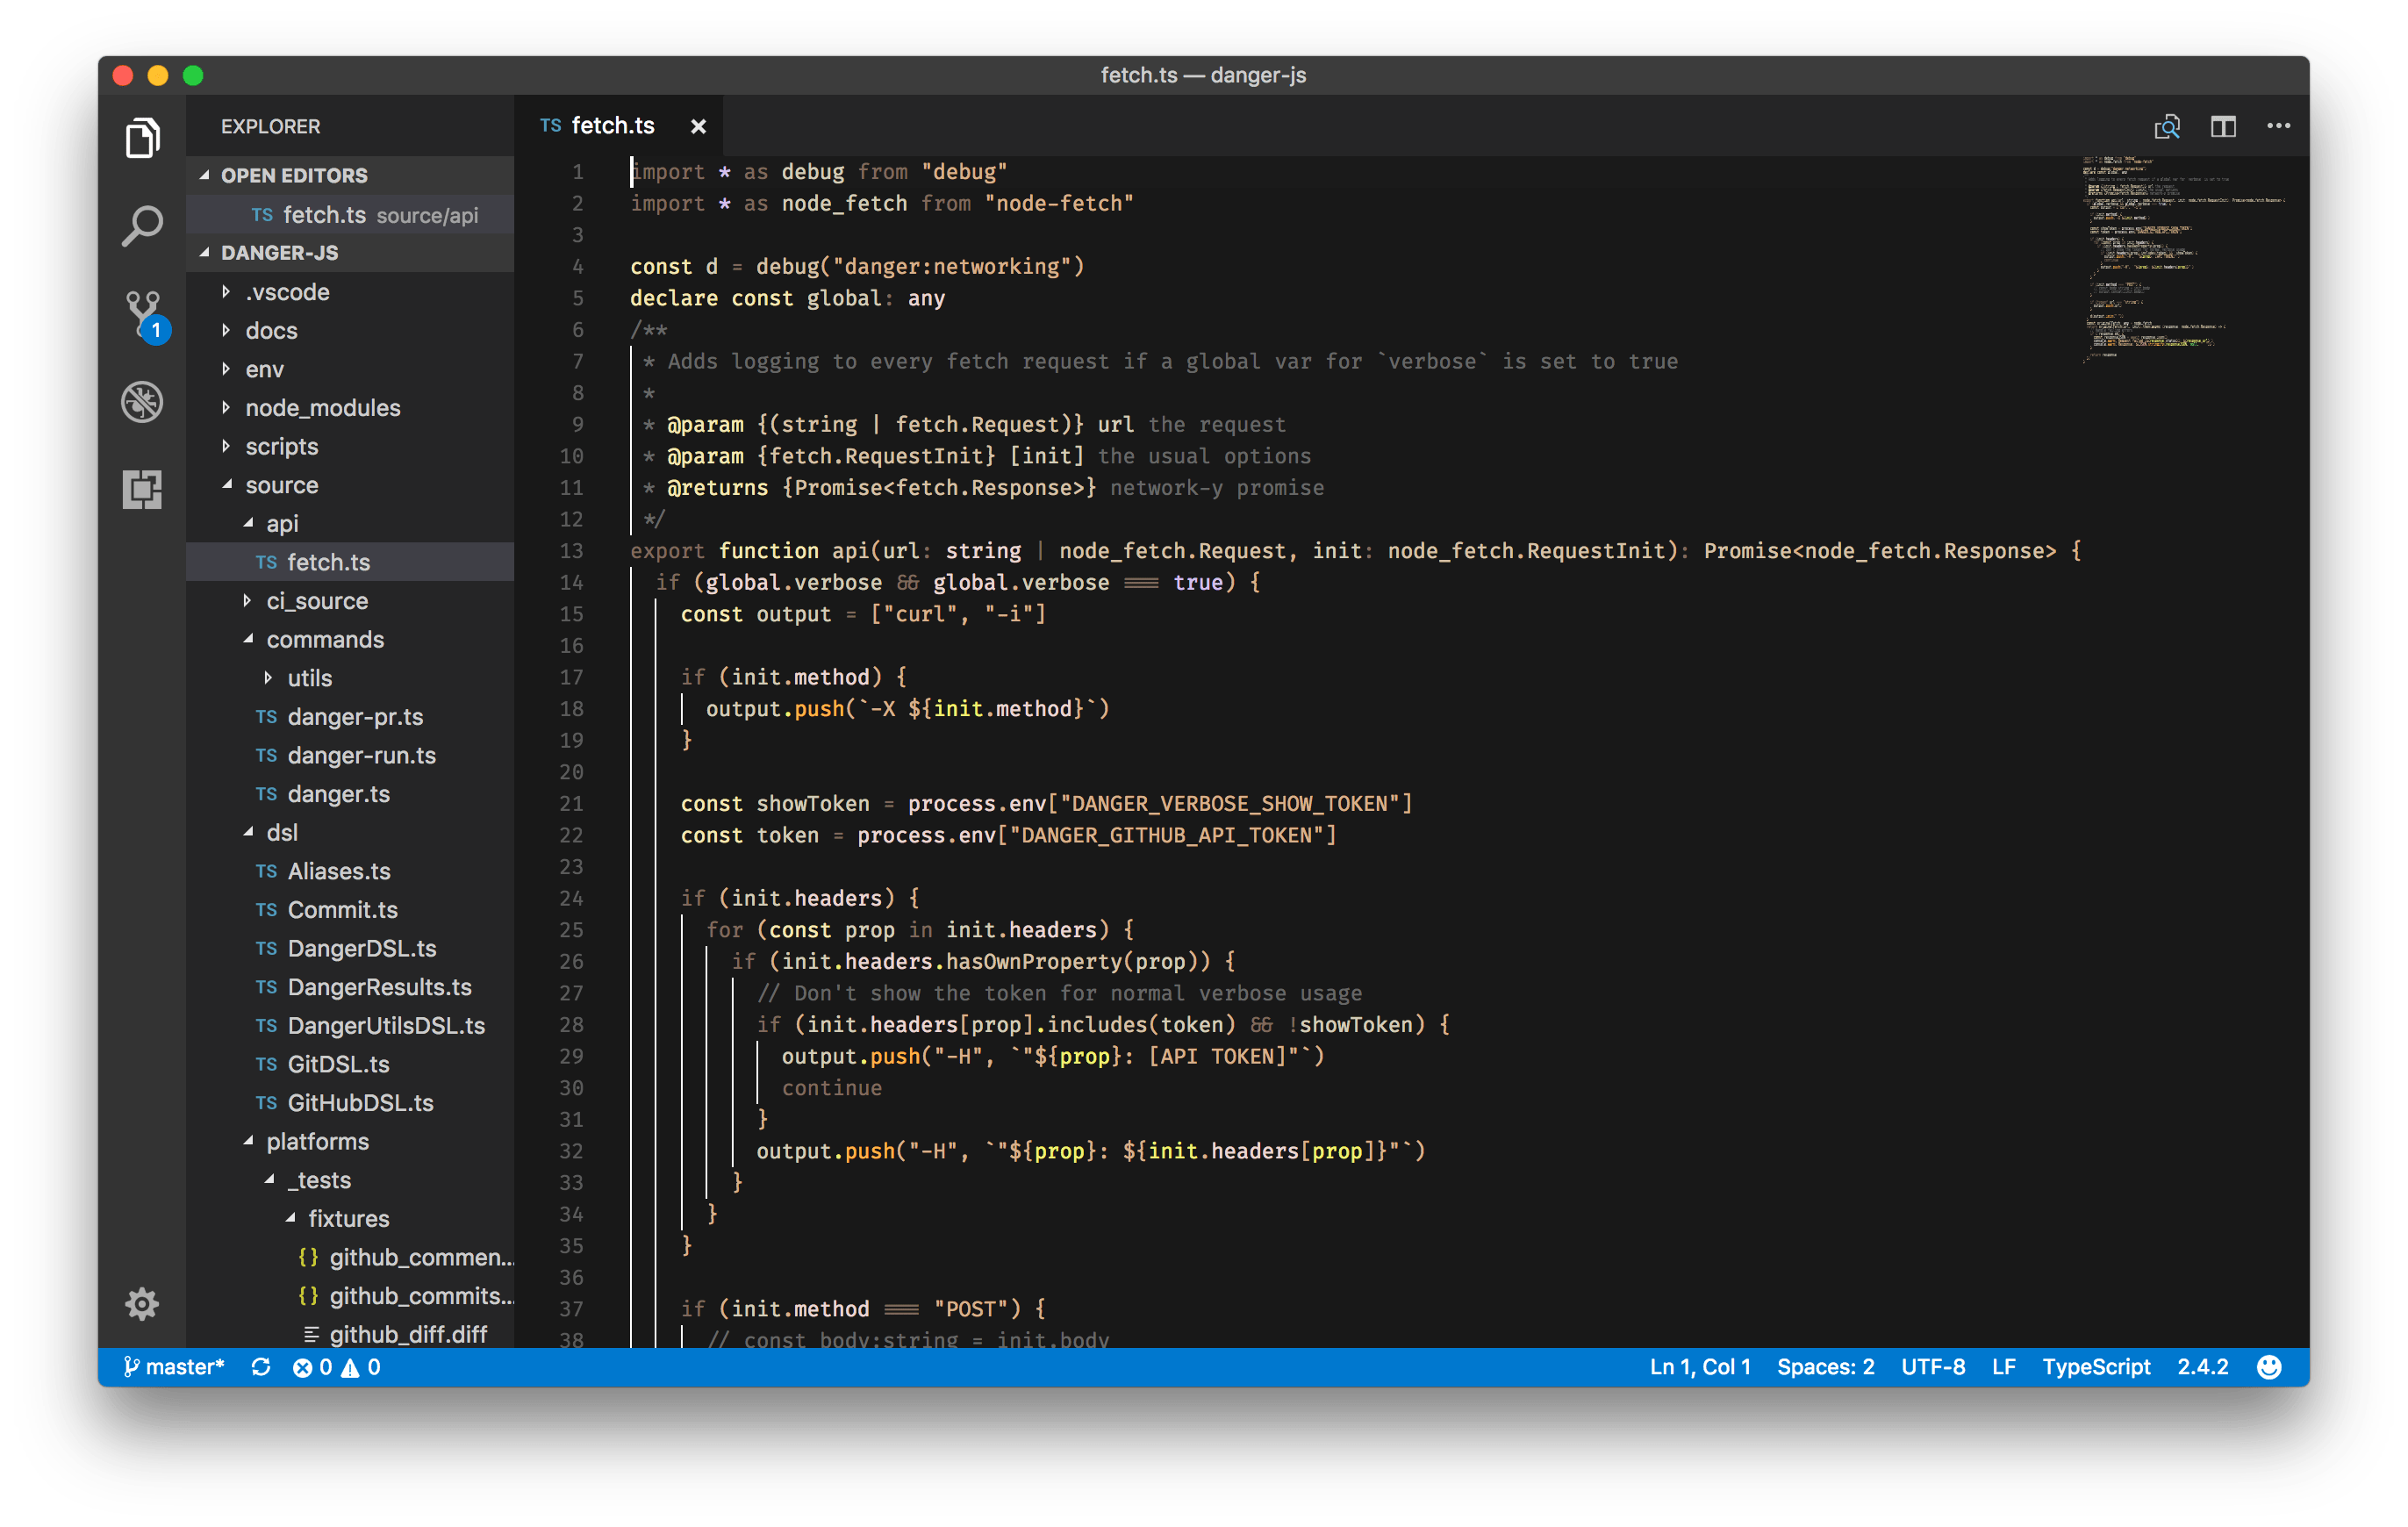 fetch.ts — danger-js
EXPLORER
OPEN EDITORS
TS fetch.ts source/api
DANGER-JS
.vscode
docs
env
node_modules
scripts
source
api
TS fetch.ts
ci_source
commands
utils
TS danger-pr.ts
TS danger-run.ts
TS danger.ts
dsl
TS Aliases.ts
TS Commit.ts
TS DangerDSL.ts
TS DangerResults.ts
TS DangerUtilsDSL.ts
TS GitDSL.ts
TS GitHubDSL.ts
platforms
_tests
fixtures
{} github_commen...
{} github_commits...
github_diff.diff
1
TS fetch.ts ×
1 import * as debug from "debug"
2 import * as node_fetch from "node-fetch"
3
4 const d = debug("danger:networking")
5 declare const global: any
6 /**
7 * Adds logging to every fetch request if a global var for `verbose` is set to true
8 *
9 * @param {(string | fetch.Request)} url the request
10 * @param {fetch.RequestInit} [init] the usual options
11 * @returns {Promise<fetch.Response>} network-y promise
12 */
13 export function api(url: string | node_fetch.Request, init: node_fetch.RequestInit): Promise<node_fetch.Response> {
14 if (global.verbose && global.verbose === true) {
15 const output = ["curl", "-i"]
16
17 if (init.method) {
18 output.push(`-X ${init.method}`)
19 }
20
21 const showToken = process.env["DANGER_VERBOSE_SHOW_TOKEN"]
22 const token = process.env["DANGER_GITHUB_API_TOKEN"]
23
24 if (init.headers) {
25 for (const prop in init.headers) {
26 if (init.headers.hasOwnProperty(prop)) {
27 // Don't show the token for normal verbose usage
28 if (init.headers[prop].includes(token) && !showToken) {
29 output.push("-H", `"${prop}: [API TOKEN]"`)
30 continue
31 }
32 output.push("-H", `"${prop}: ${init.headers[prop]}"`)
33 }
34 }
35 }
36
37 if (init.method === "POST") {
38 // const body:string = init.body
master* 0 0 Ln 1, Col 1 Spaces: 2 UTF-8 LF TypeScript 2.4.2